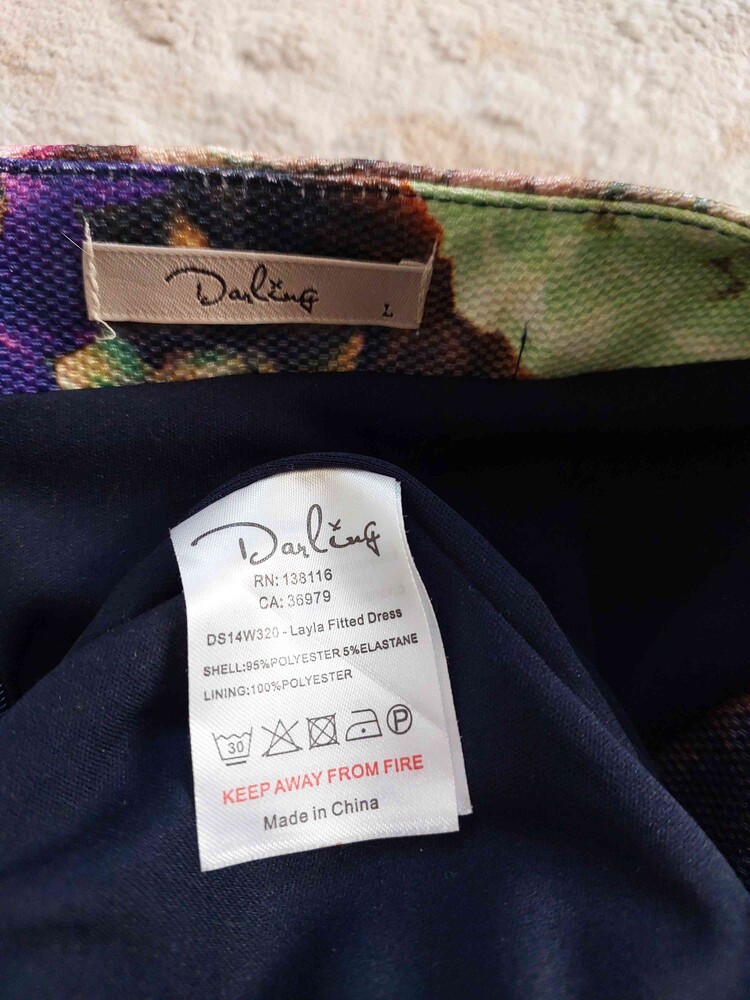 Darling
L
Darling
RN: 138116
CA: 36979
DS14W320 - Layla Fitted Dress
SHELL:95%POLYESTER 5%ELASTANE
LINING:100%POLYESTER
30 P
KEEP AWAY FROM FIRE
Made in China